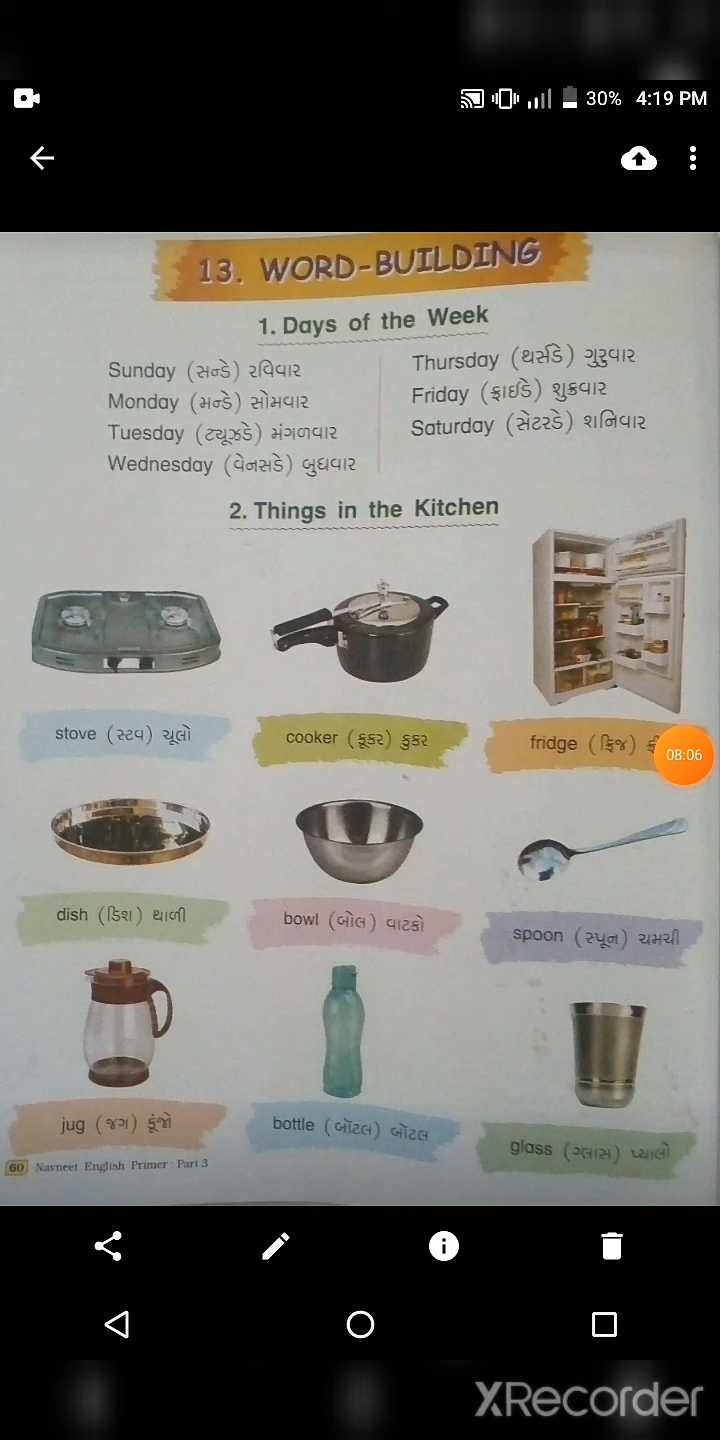 30% 4:19 PM
13. WORD-BUILDING
1. Days of the Week
Sunday (સન્ડે) રવિવાર
Monday (મન્ડે) સોમવાર
Tuesday (ટ્યૂઝડે) મંગળવાર
Wednesday (વેનસડે) બુધવાર
Thursday (થર્સડે) ગુરુવાર
Friday (ફ્રાઈડે) શુક્રવાર
Saturday (સેટરડે) શનિવાર
2. Things in the Kitchen
stove (સ્ટવ) ચૂલો
cooker (કૂકર) કુકર
fridge (ફ્રિજ)
08:06
dish (ડિશ) થાળી
bowl (બોલ) વાટકો
spoon (સ્પૂન) ચમચી
jug (જગ) કૂંજો
bottle (બૉટલ) બૉટલ
glass (ગ્લાસ) પ્યાલો
60 Navneet English Primer : Part 3
XRecorder